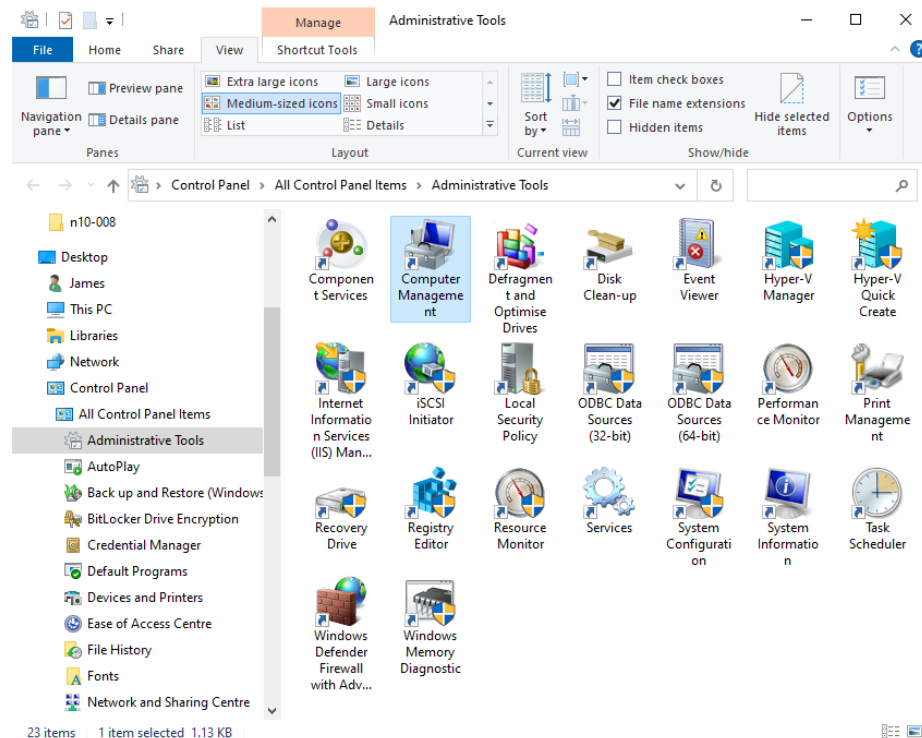 Manage
Administrative Tools
File
Home
Share
View
Shortcut Tools
?
Navigation
pane
Preview pane
Details pane
Extra large icons
Large icons
Medium-sized icons
Small icons
List
Details
Sort
by
Item check boxes
File name extensions
Hidden items
Hide selected
items
Options
Panes
Layout
Current view
Show/hide
Control Panel > All Control Panel Items > Administrative Tools
n10-008
Desktop
James
This PC
Libraries
Network
Control Panel
All Control Panel Items
Administrative Tools
AutoPlay
Back up and Restore (Windows
BitLocker Drive Encryption
Credential Manager
Default Programs
Devices and Printers
Ease of Access Centre
File History
Fonts
Network and Sharing Centre
Componen
t Services
Computer
Manageme
nt
Defragmen
t and
Optimise
Drives
Disk
Clean-up
Event
Viewer
Hyper-V
Manager
Hyper-V
Quick
Create
Internet
Informatio
n Services
(IIS) Man...
iSCSI
Initiator
Local
Security
Policy
ODBC Data
Sources
(32-bit)
ODBC Data
Sources
(64-bit)
Performan
ce Monitor
Print
Manageme
nt
Recovery
Drive
Registry
Editor
Resource
Monitor
Services
System
Configurati
on
System
Informatio
n
Task
Scheduler
Windows
Defender
Firewall
with Adv...
Windows
Memory
Diagnostic
23 items
1 item selected 1.13 KB